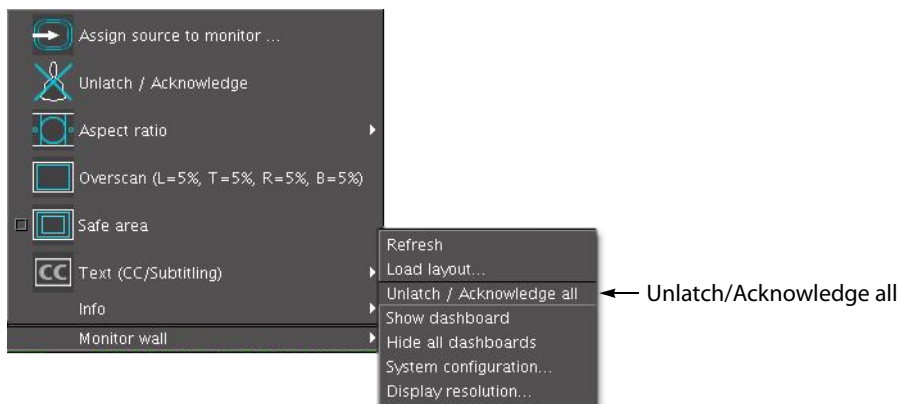 Assign source to monitor ...
Unlatch / Acknowledge
Aspect ratio
Overscan (L=5%, T=5%, R=5%, B=5%)
Safe area
CC Text (CC/Subtitling)
Info
Monitor wall
Refresh
Load layout...
Unlatch / Acknowledge all
Show dashboard
Hide all dashboards
System configuration...
Display resolution...
Unlatch/Acknowledge all